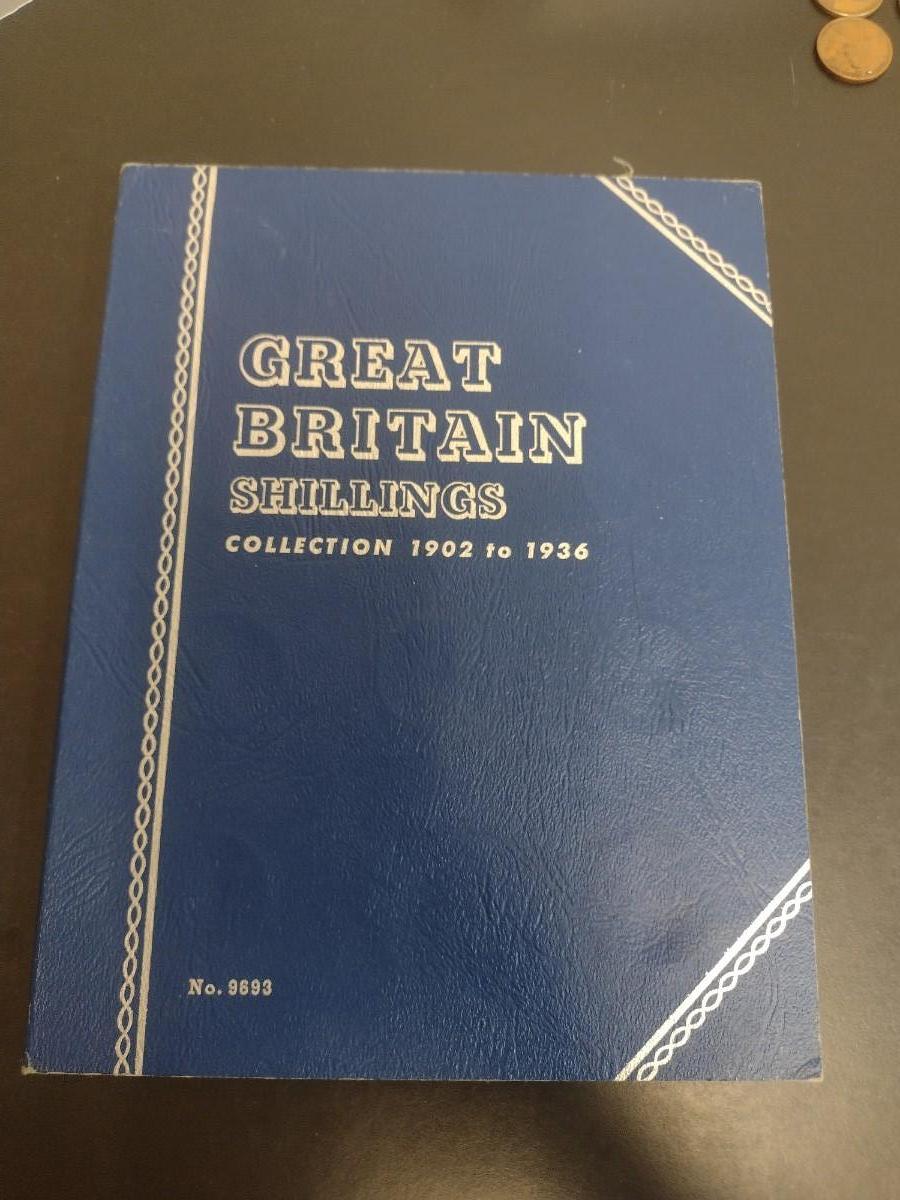 GREAT
BRITAIN
SHILLINGS
COLLECTION 1902 to 1936
No. 9693